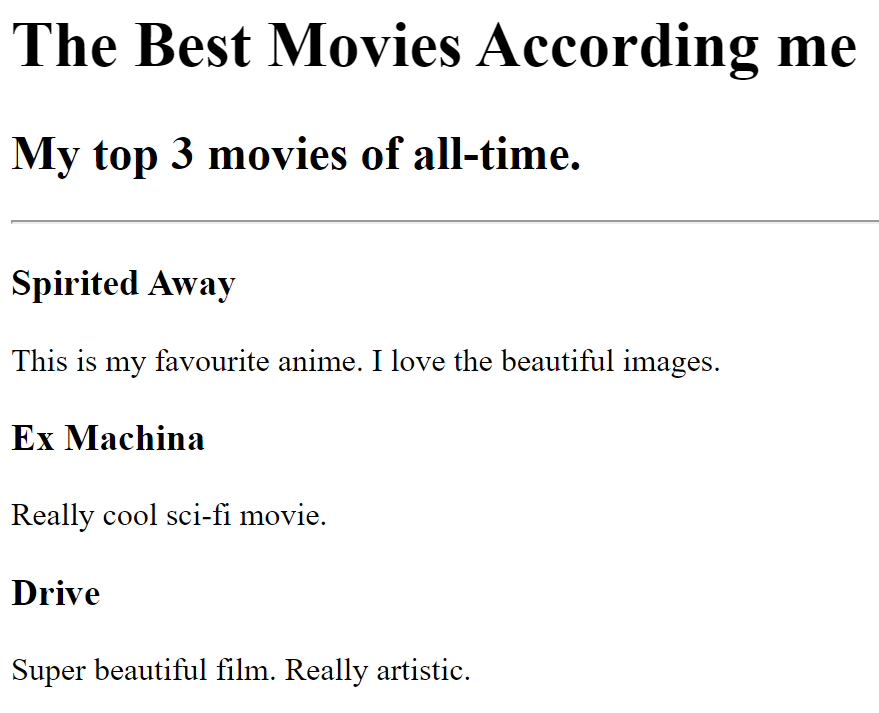 The Best Movies According me
My top 3 movies of all-time.
Spirited Away
This is my favourite anime. I love the beautiful images.
Ex Machina
Really cool sci-fi movie.
Drive
Super beautiful film. Really artistic.